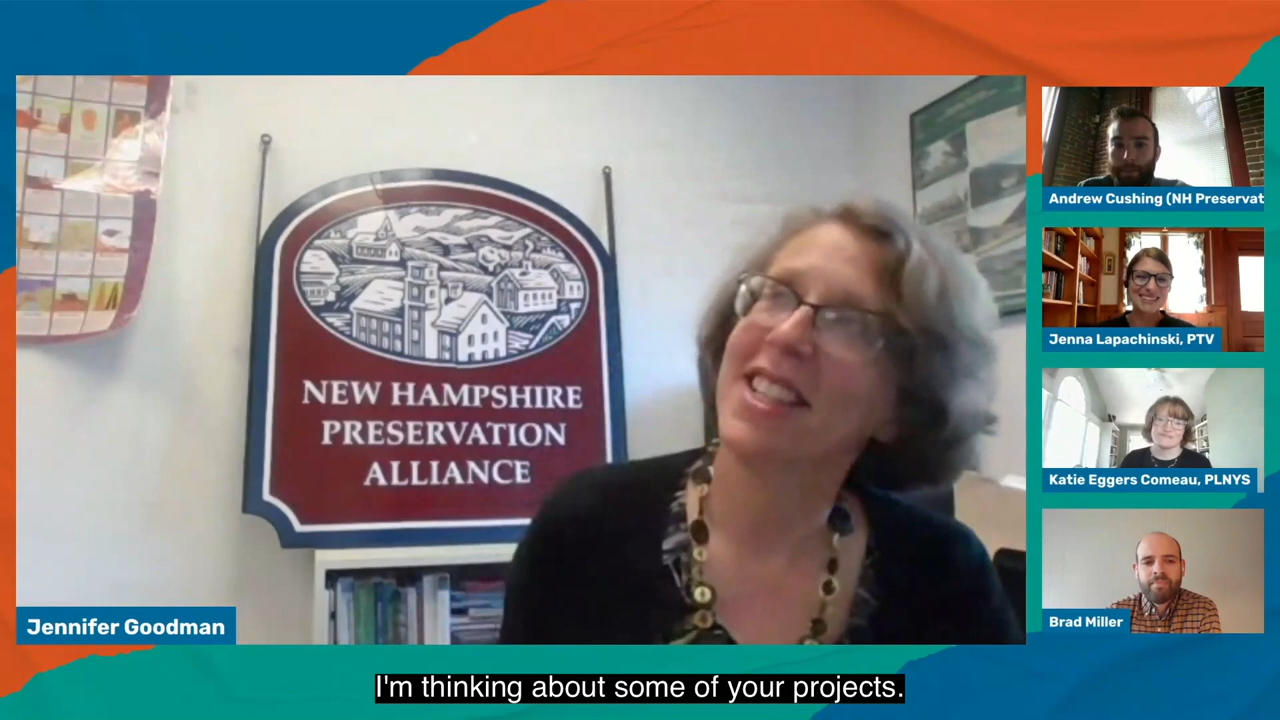 NEW HAMPSHIRE
PRESERVATION
ALLIANCE
Jennifer Goodman
Andrew Cushing (NH Preservat
Jenna Lapachinski, PTV
Katie Eggers Comeau, PLNYS
Brad Miller
I'm thinking about some of your projects.